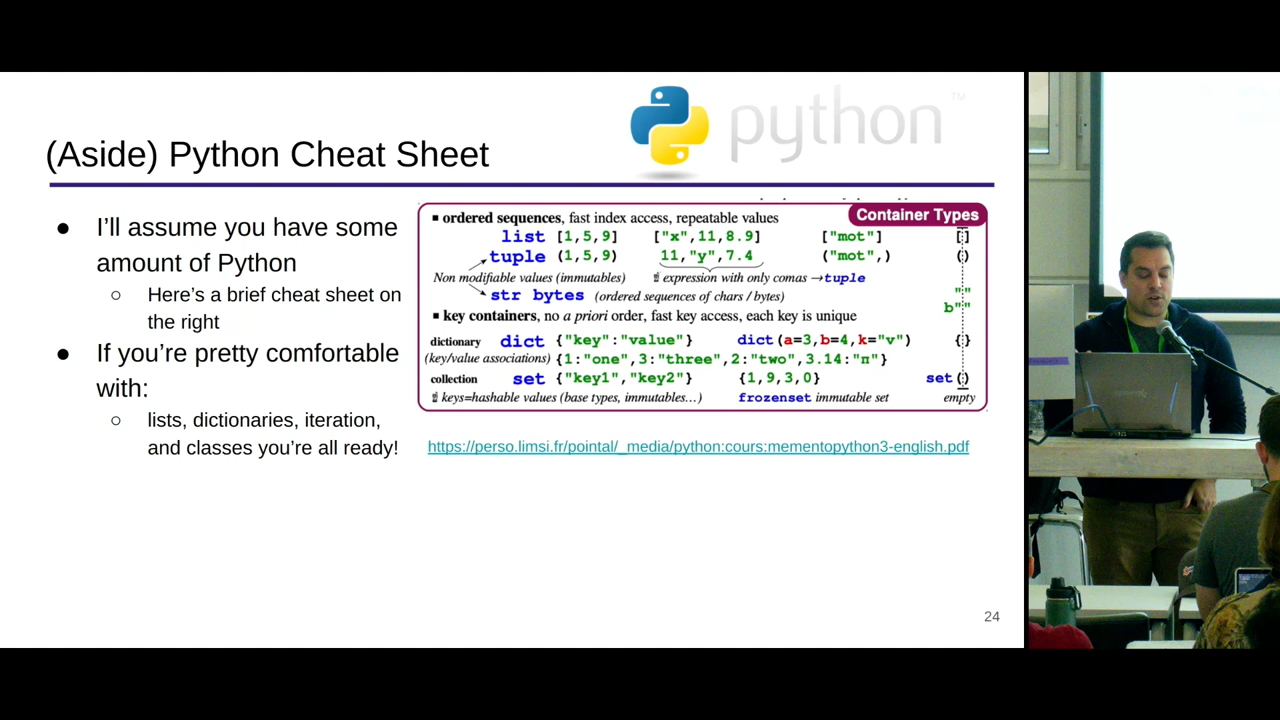 python
TM
(Aside) Python Cheat Sheet
● I’ll assume you have some
amount of Python
○ Here’s a brief cheat sheet on
the right
● If you’re pretty comfortable
with:
○ lists, dictionaries, iteration,
and classes you’re all ready!
Container Types
▪ ordered sequences, fast index access, repeatable values
list [1,5,9] ["x",11,8.9] ["mot"] []
tuple (1,5,9) 11,"y",7.4 ("mot",) ()
Non modifiable values (immutables) ☝ expression with only comas →tuple
str bytes (ordered sequences of chars / bytes) ""
b""
▪ key containers, no a priori order, fast key access, each key is unique
dictionary dict {"key":"value"} dict(a=3,b=4,k="v") {}
(key/value associations) {1:"one",3:"three",2:"two",3.14:"π"}
collection set {"key1","key2"} {1,9,3,0} set()
☝ keys=hashable values (base types, immutables…) frozenset immutable set empty
https://perso.limsi.fr/pointal/_media/python:cours:mementopython3-english.pdf
24